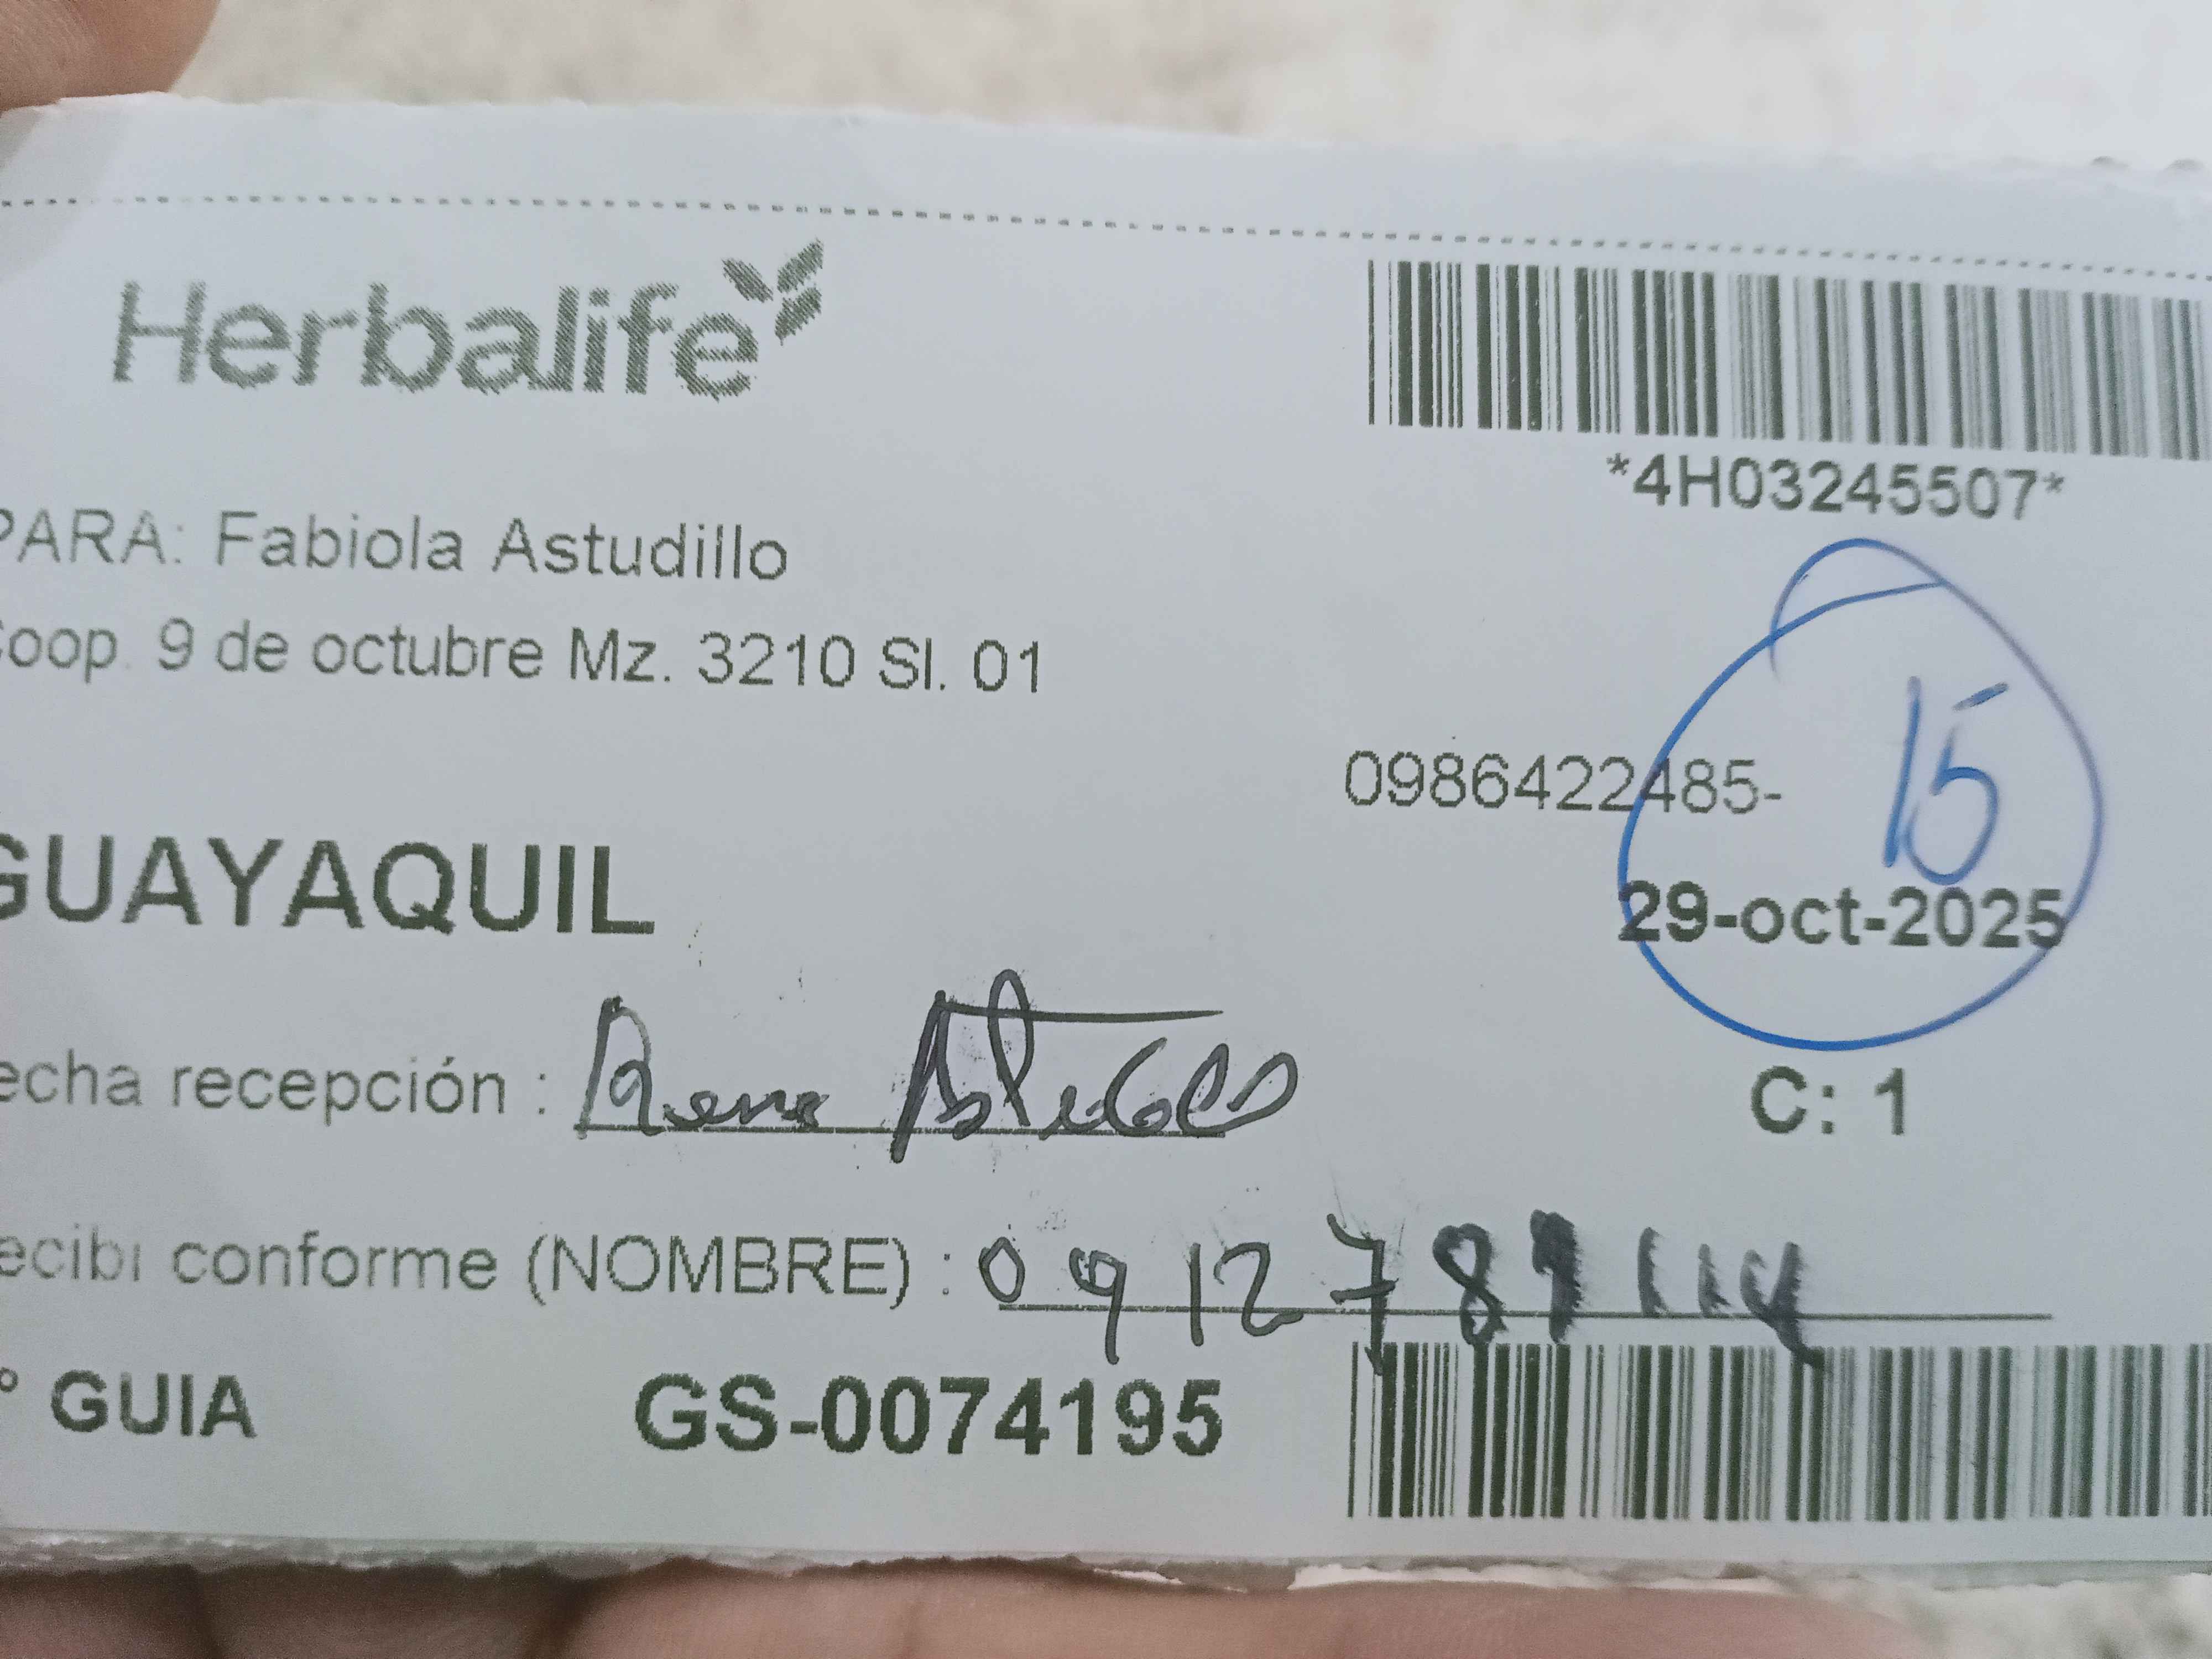 Herbalife
*4H03245507*
PARA: Fabiola Astudillo
Coop. 9 de octubre Mz. 3210 Sl. 01
0986422485-
15
GUAYAQUIL
29-oct-2025
echa recepción :
C: 1
ecibi conforme (NOMBRE) : 0912787114
° GUIA GS-0074195